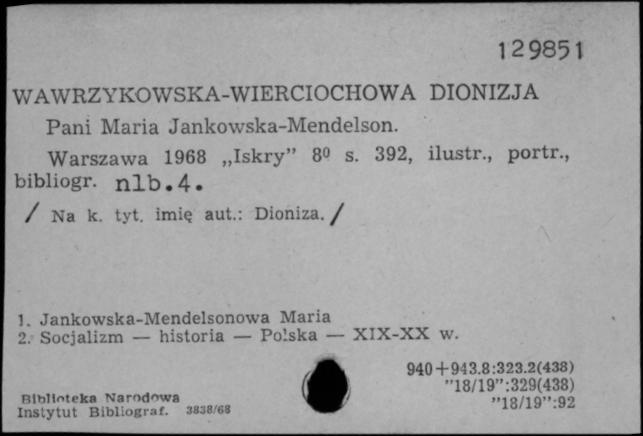 129851
WAWRZYKOWSKA-WIERCIOCHOWA DIONIZJA
Pani Maria Jankowska-Mendelson.
Warszawa 1968 „Iskry” 8⁰ s. 392, ilustr., portr.,
bibliogr. nlb.4.
/ Na k. tyt. imię aut.: Dioniza. /
1. Jankowska-Mendelsonowa Maria
2. Socjalizm — historia — Polska — XIX-XX w.
940+943.8:323.2(438)
”18/19”:329(438)
”18/19”:92
Biblioteka Narodowa
Instytut Bibliograf. 3838/68